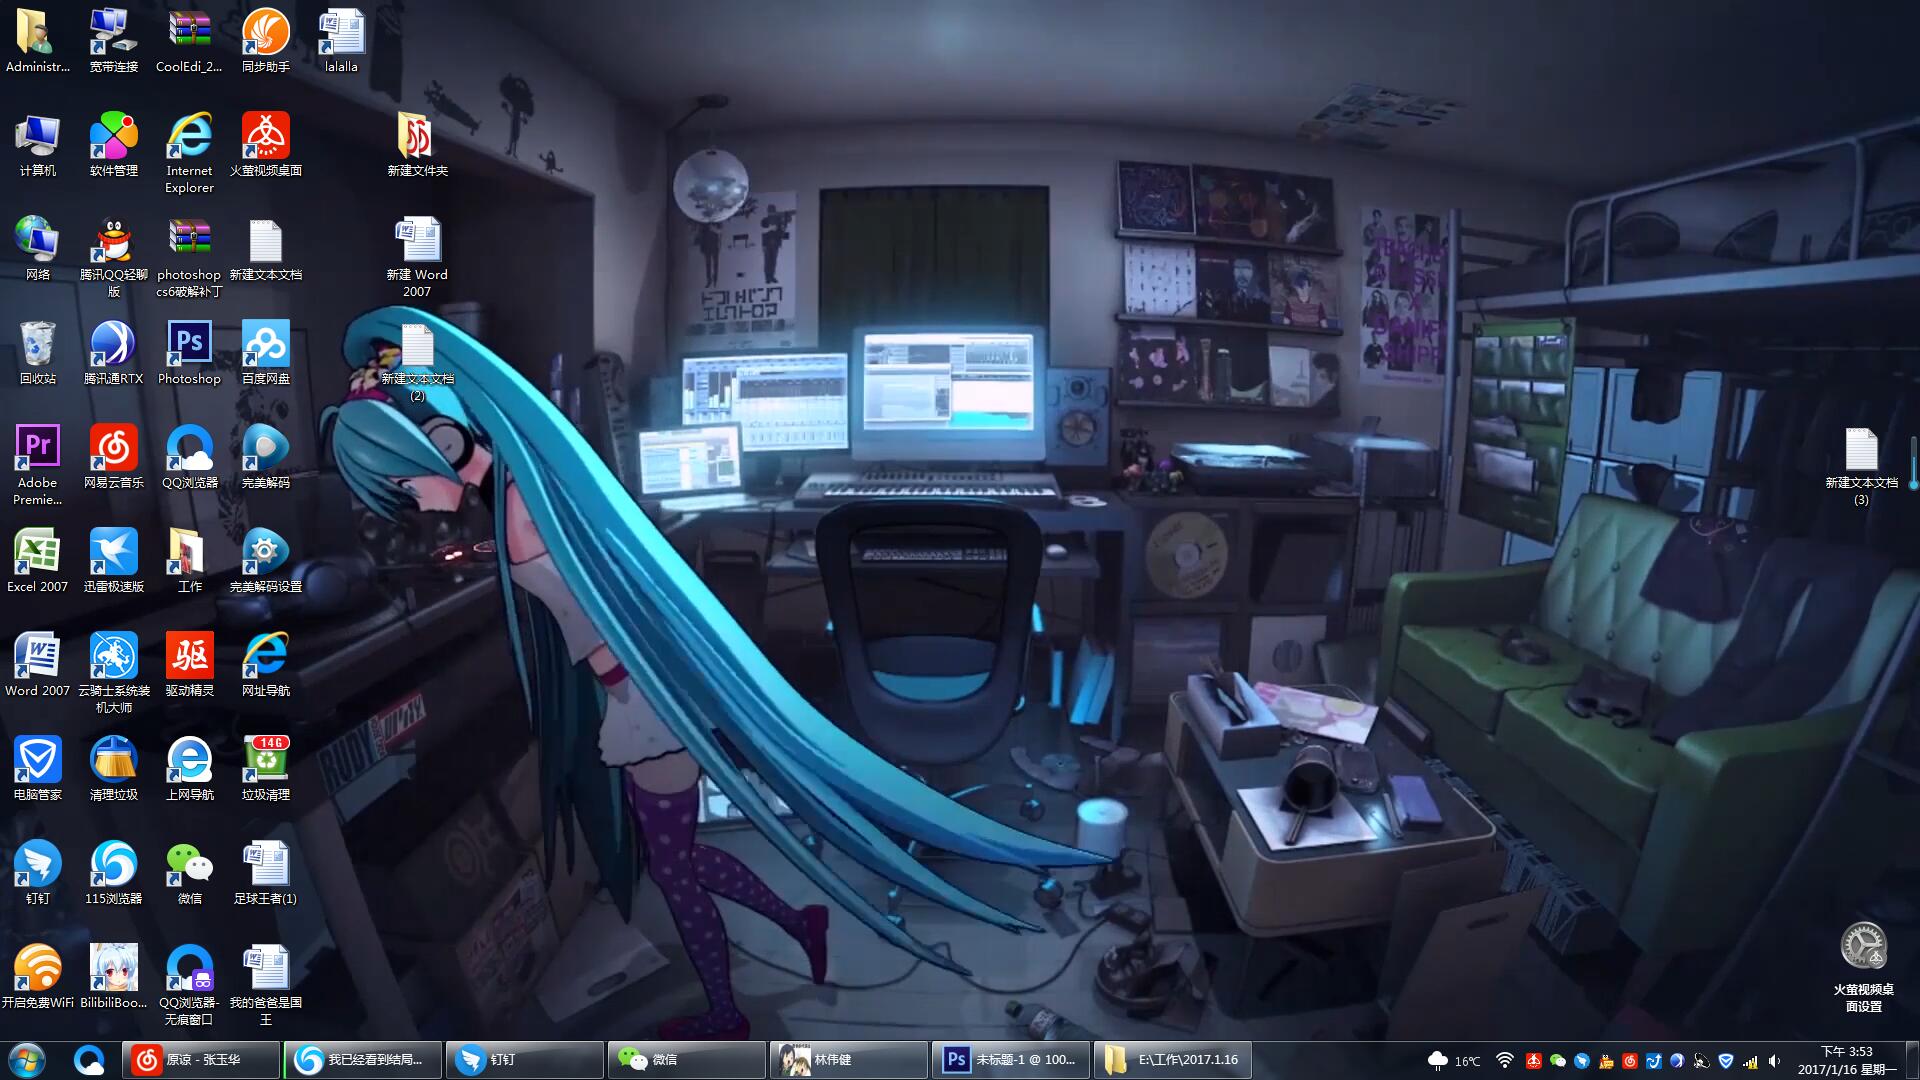 Administr...
宽带连接
CoolEdi_2...
同步助手
lalalla
计算机
软件管理
Internet
Explorer
火萤视频桌面
新建文件夹
网络
腾讯QQ轻聊
版
photoshop
cs6破解补丁
新建文本文档
新建 Word
2007
回收站
腾讯通RTX
Ps
Photoshop
百度网盘
新建文本文档
(2)
Pr
Adobe
Premie...
网易云音乐
QQ浏览器
完美解码
新建文本文档
(3)
Excel 2007
迅雷极速版
工作
完美解码设置
Word 2007
云骑士系统装
机大师
驱
驱动精灵
网址导航
电脑管家
清理垃圾
上网导航
14G
垃圾清理
钉钉
115浏览器
微信
足球王者(1)
开启免费WiFi
BilibiliBoo...
QQ浏览器-
无痕窗口
我的爸爸是国
王
火萤视频桌
面设置
原谅 - 张玉华
我已经看到结局...
钉钉
微信
林伟健
Ps
未标题-1 @ 100...
E:\工作\2017.1.16
16℃
下午 3:53
2017/1/16 星期一